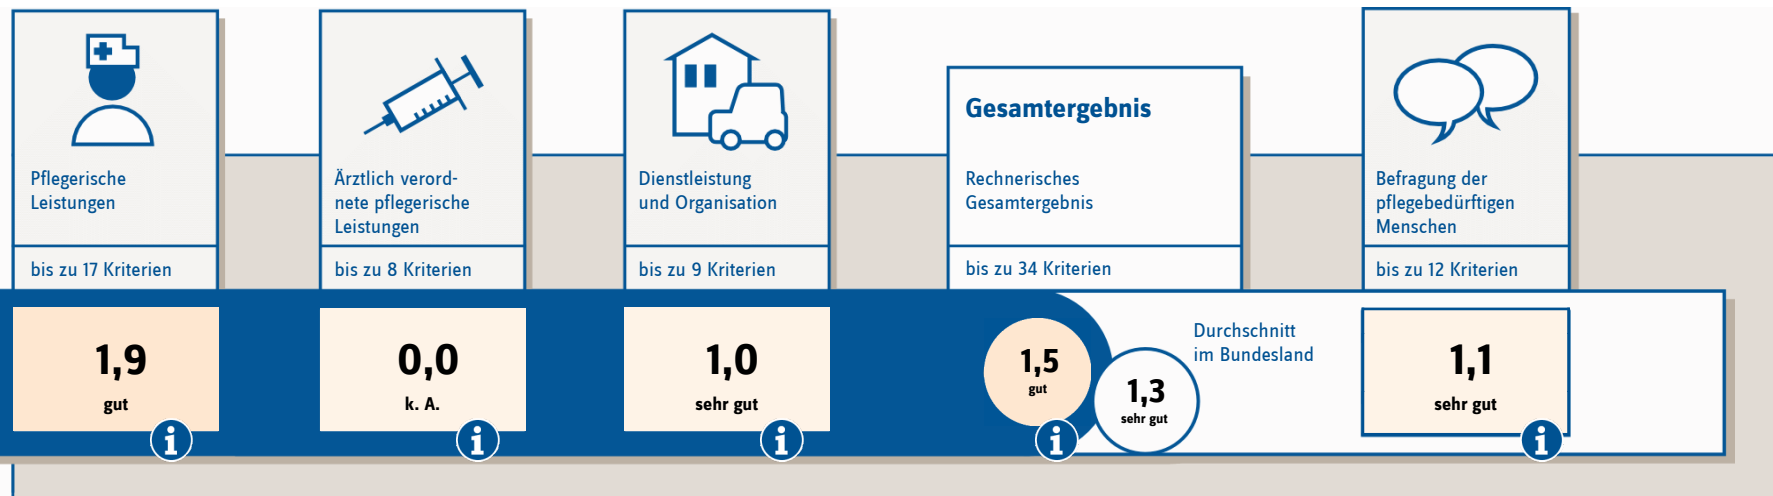 Pflegerische
Leistungen
bis zu 17 Kriterien
1,9
gut
i
Ärztlich verord-
nete pflegerische
Leistungen
bis zu 8 Kriterien
0,0
k. A.
i
Dienstleistung
und Organisation
bis zu 9 Kriterien
1,0
sehr gut
i
Gesamtergebnis
Rechnerisches
Gesamtergebnis
bis zu 34 Kriterien
1,5
gut
i
1,3
sehr gut
Durchschnitt
im Bundesland
Befragung der
pflegebedürftigen
Menschen
bis zu 12 Kriterien
1,1
sehr gut
i